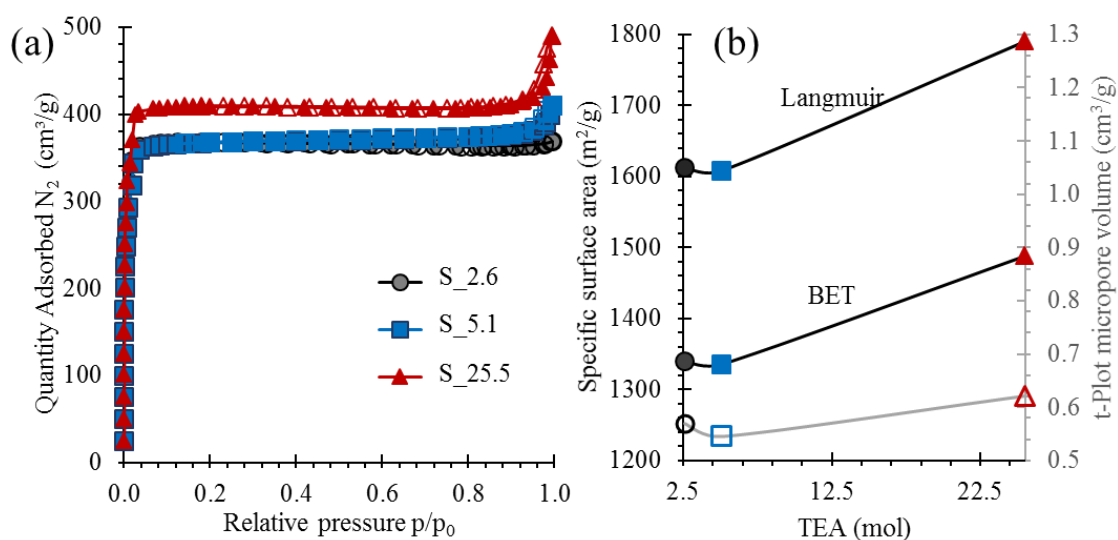 (a)
500
400
300
200
100
0
Quantity Adsorbed N₂ (cm³/g)
S_2.6
S_5.1
S_25.5
0.0 0.2 0.4 0.6 0.8 1.0
Relative pressure p/p₀
(b)
1800
1700
1600
1500
1400
1300
1200
Specific surface area (m²/g)
Langmuir
BET
2.5 12.5 22.5
TEA (mol)
1.3
1.2
1.1
1.0
0.9
0.8
0.7
0.6
0.5
t-Plot micropore volume (cm³/g)